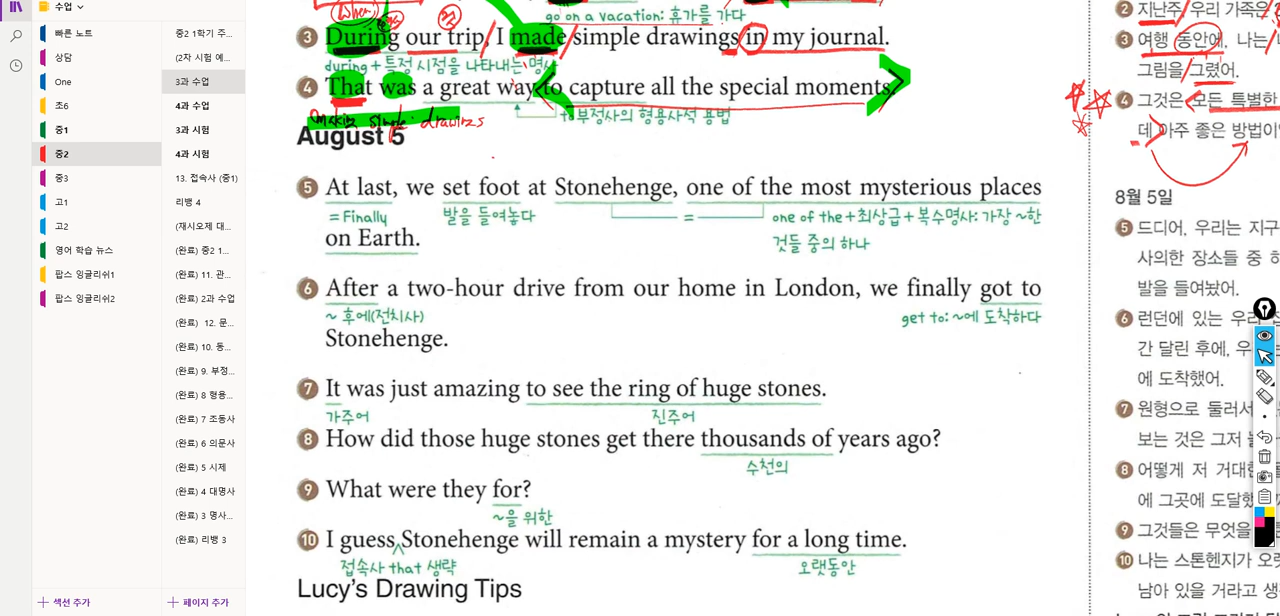 수업
빠른 노트
상담
One
초6
중1
중2
중3
고1
고2
영어 학습 뉴스
팝스 잉글리쉬1
팝스 잉글리쉬2
섹션 추가
중2 1학기 주...
(2차 시험 예...
3과 수업
4과 수업
3과 시험
4과 시험
13. 접속사 (중1)
리뱅 4
(재시오제 대...
(완료) 중2 1...
(완료) 11. 관...
(완료) 2과 수업
(완료) 12. 문...
(완료) 10. 동...
(완료) 9. 부정...
(완료) 8 형용...
(완료) 7 조동사
(완료) 6 의문사
(완료) 5 시제
(완료) 4 대명사
(완료) 3 명사...
(완료) 리뱅 3
페이지 추가
when
go on a vacation: 휴가를 가다
3 During our trip, I made simple drawings in my journal.
during + 특정 시점을 나타내는 명사
4 That was a great way to capture all the special moments.
to부정사의 형용사적 용법
making simple drawings
August 5
5 At last, we set foot at Stonehenge, one of the most mysterious places
= Finally 발을 들여놓다 = one of the+최상급+복수명사: 가장 ~한
것들 중의 하나
on Earth.
6 After a two-hour drive from our home in London, we finally got to
~ 후에(전치사) get to: ~에 도착하다
Stonehenge.
7 It was just amazing to see the ring of huge stones.
가주어 진주어
8 How did those huge stones get there thousands of years ago?
수천의
9 What were they for?
~을 위한
10 I guess Stonehenge will remain a mystery for a long time.
접속사 that 생략 오랫동안
Lucy's Drawing Tips
2 지난주, 우리 가족은
3 여행 동안에, 나는
그림을 그렸어.
4 그것은 모든 특별한
데 아주 좋은 방법이
8월 5일
5 드디어, 우리는 지구
사의한 장소들 중 하
발을 들여놨어.
6 런던에 있는 우리 집
간 달린 후에, 우
에 도착했어.
7 원형으로 둘러서
보는 것은 그저 놀
8 어떻게 저 거대한
에 그곳에 도달했
9 그것들은 무엇을
10 나는 스톤헨지가 오랫
남아 있을 거라고 생